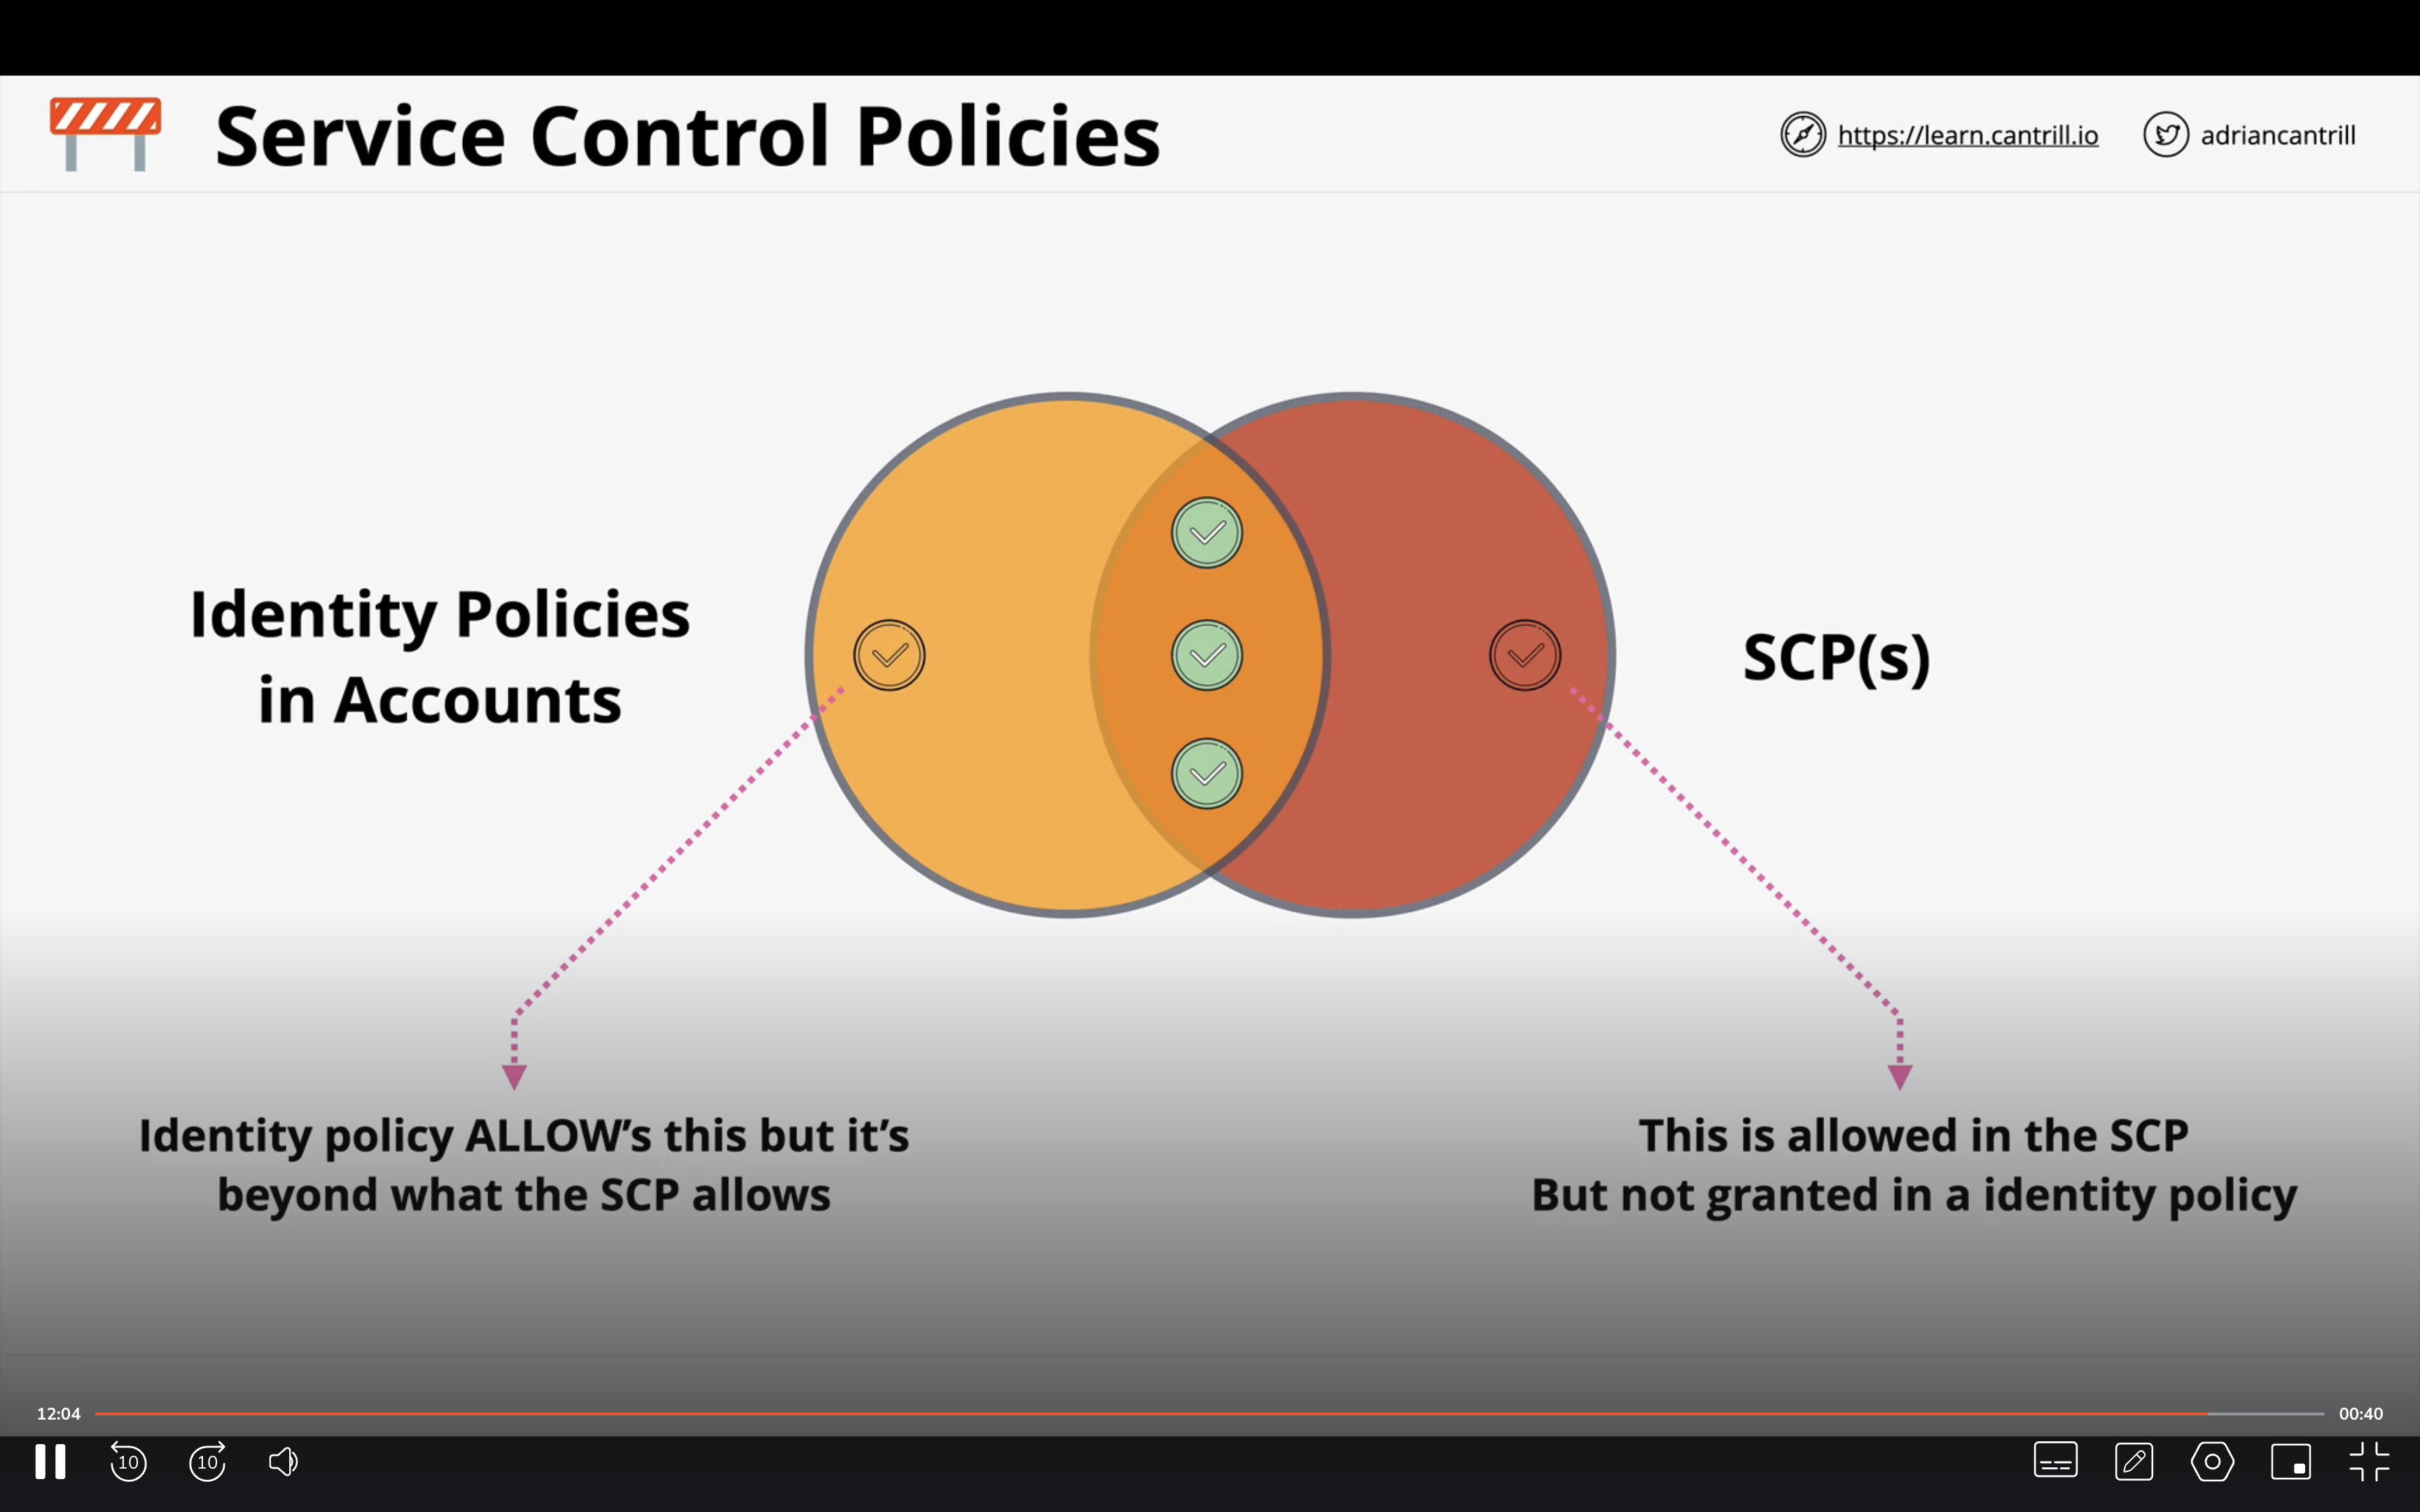 Service Control Policies
https://learn.cantrill.io
adriancantrill
Identity Policies
in Accounts
SCP(s)
Identity policy ALLOW’s this but it’s
beyond what the SCP allows
This is allowed in the SCP
But not granted in a identity policy
12:04
00:40
10
10